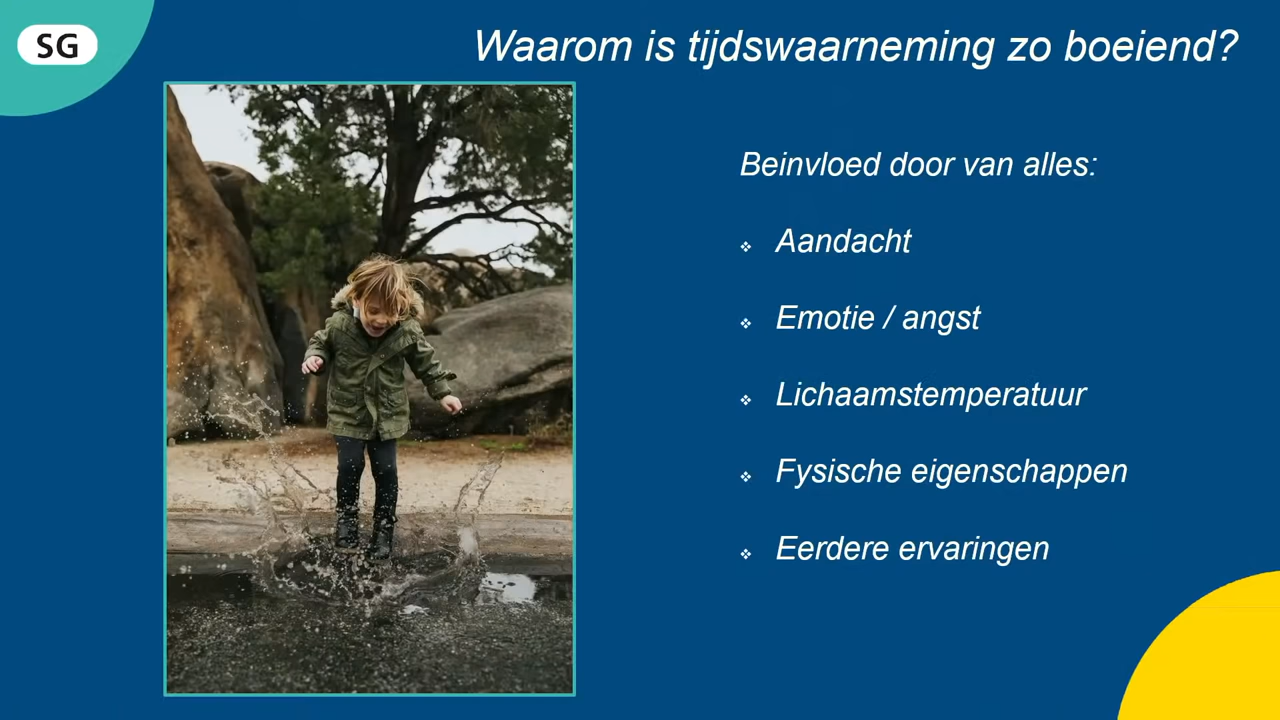 SG
Waarom is tijdswaarneming zo boeiend?
Beinvloed door van alles:
❖ Aandacht
❖ Emotie / angst
❖ Lichaamstemperatuur
❖ Fysische eigenschappen
❖ Eerdere ervaringen